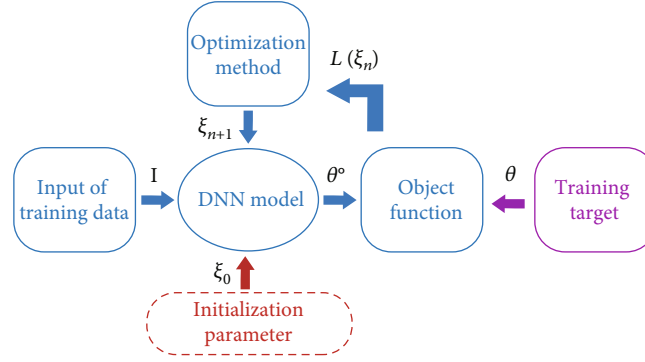 Optimization
method
L (ξn)
ξn+1
I
θ°
θ
Input of
training data
DNN model
Object
function
Training
target
ξ0
Initialization
parameter